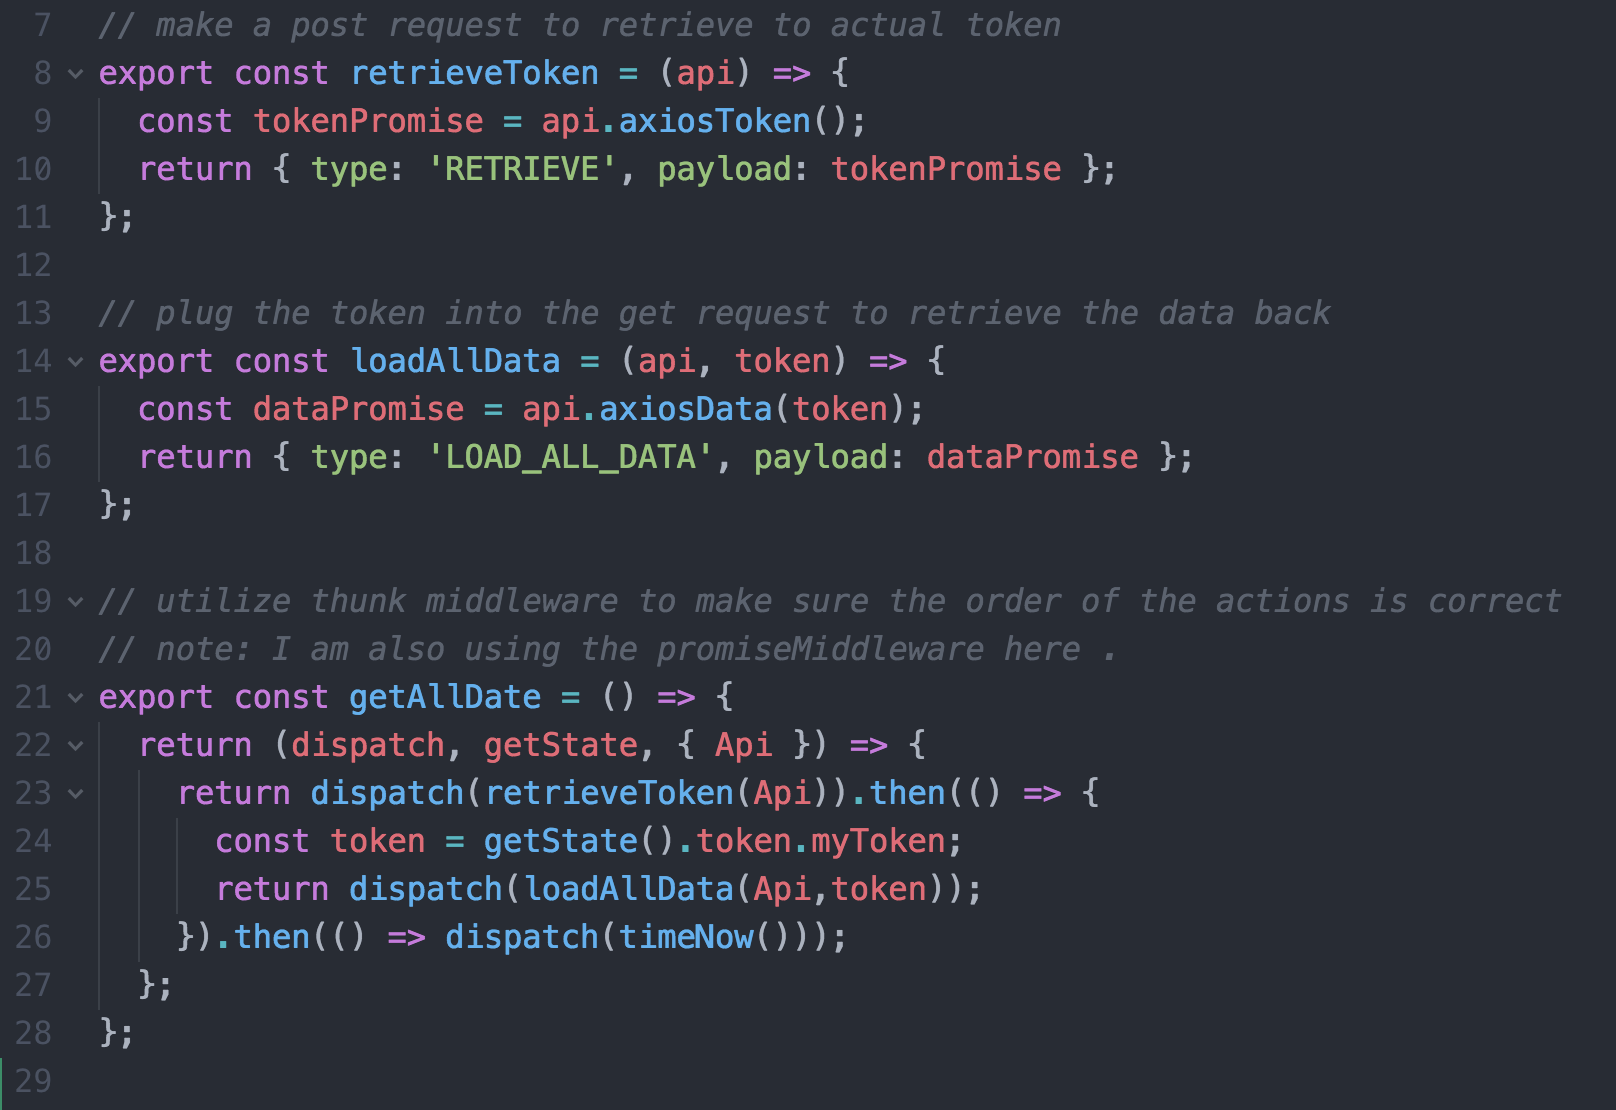 7 // make a post request to retrieve to actual token
8 export const retrieveToken = (api) => {
9 const tokenPromise = api.axiosToken();
10 return { type: 'RETRIEVE', payload: tokenPromise };
11 };
12
13 // plug the token into the get request to retrieve the data back
14 export const loadAllData = (api, token) => {
15 const dataPromise = api.axiosData(token);
16 return { type: 'LOAD_ALL_DATA', payload: dataPromise };
17 };
18
19 // utilize thunk middleware to make sure the order of the actions is correct
20 // note: I am also using the promiseMiddleware here .
21 export const getAllDate = () => {
22 return (dispatch, getState, { Api }) => {
23 return dispatch(retrieveToken(Api)).then(() => {
24 const token = getState().token.myToken;
25 return dispatch(loadAllData(Api,token));
26 }).then(() => dispatch(timeNow()));
27 };
28 };
29